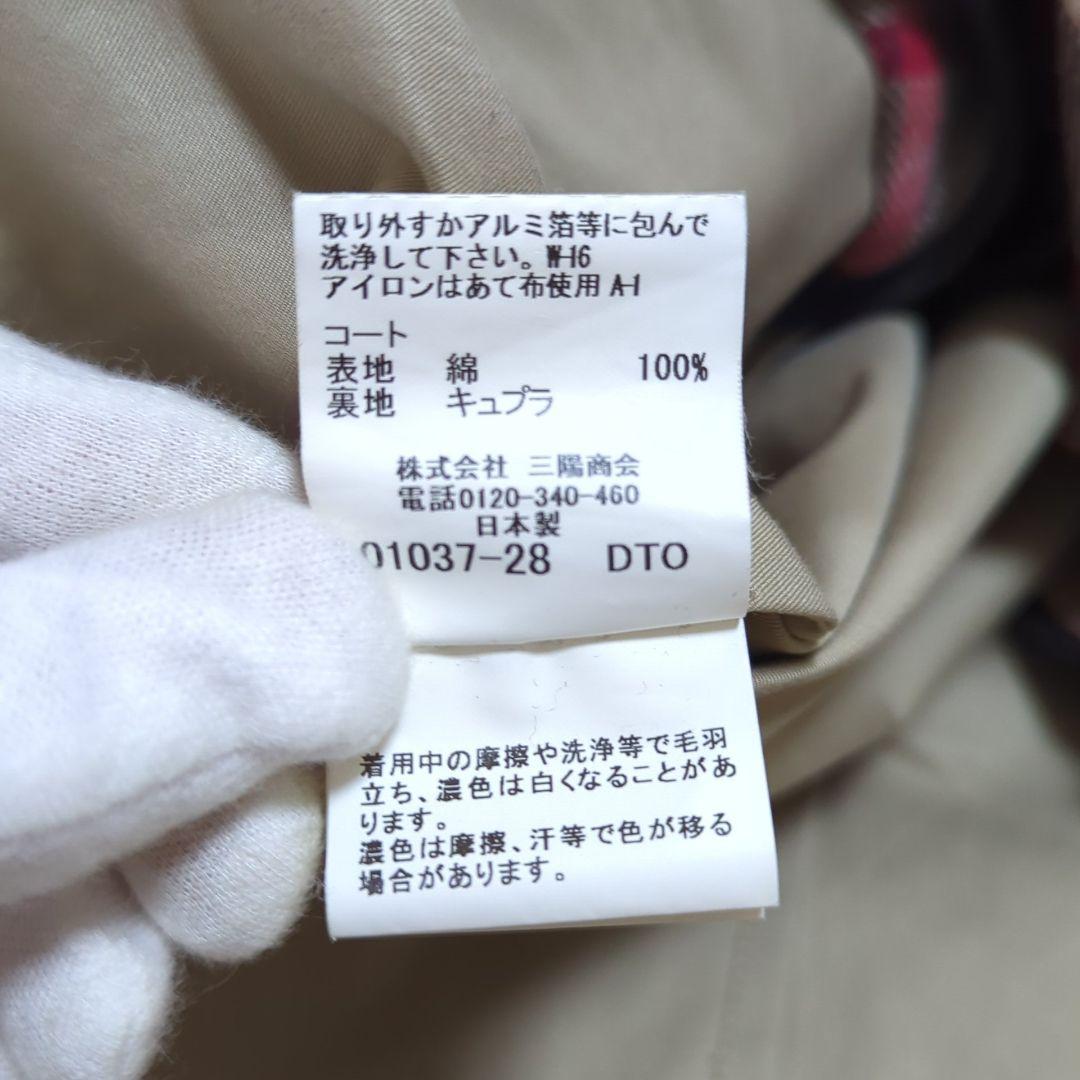 取り外すかアルミ箔等に包んで
洗浄して下さい。W-16
アイロンはあて布使用 A-1
コート
表地 綿 100%
裏地 キュプラ
株式会社 三陽商会
電話0120-340-460
日本製
01037-28 DTO
着用中の摩擦や洗浄等で毛羽
立ち、濃色は白くなることがあ
ります。
濃色は摩擦、汗等で色が移る
場合があります。